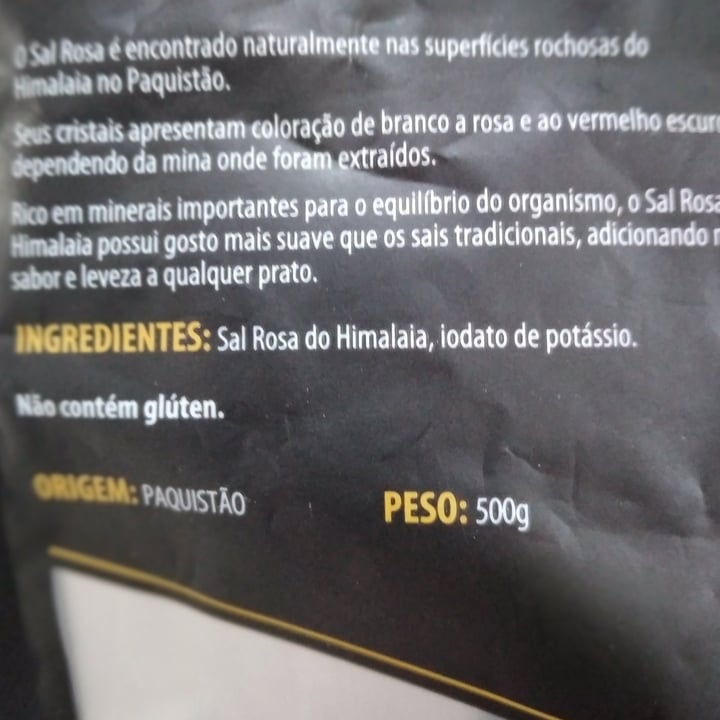 O Sal Rosa é encontrado naturalmente nas superfícies rochosas do
Himalaia no Paquistão.
Seus cristais apresentam coloração de branco a rosa e ao vermelho escuro
dependendo da mina onde foram extraídos.
Rico em minerais importantes para o equilíbrio do organismo, o Sal Rosa
Himalaia possui gosto mais suave que os sais tradicionais, adicionando
sabor e leveza a qualquer prato.
INGREDIENTES: Sal Rosa do Himalaia, iodato de potássio.
Não contém glúten.
ORIGEM: PAQUISTÃO
PESO: 500g